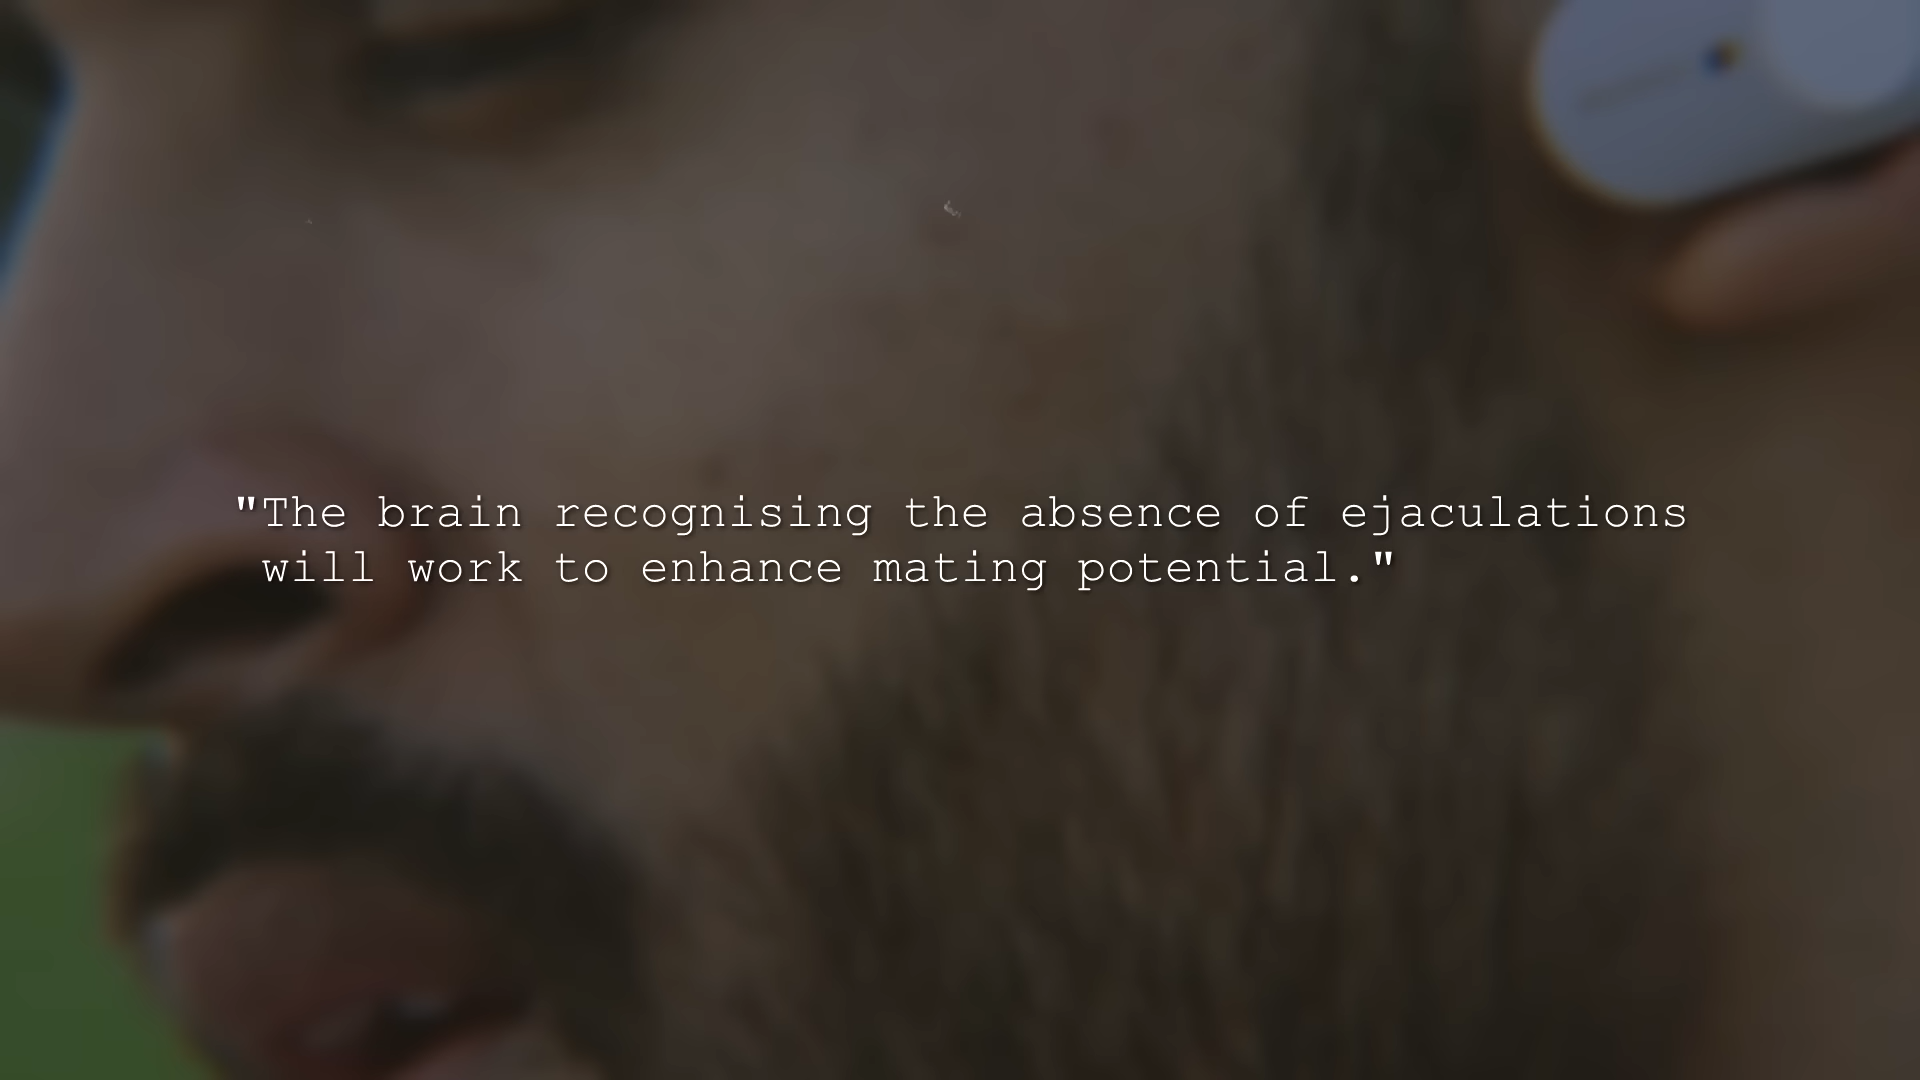 "The brain recognising the absence of ejaculations
will work to enhance mating potential."